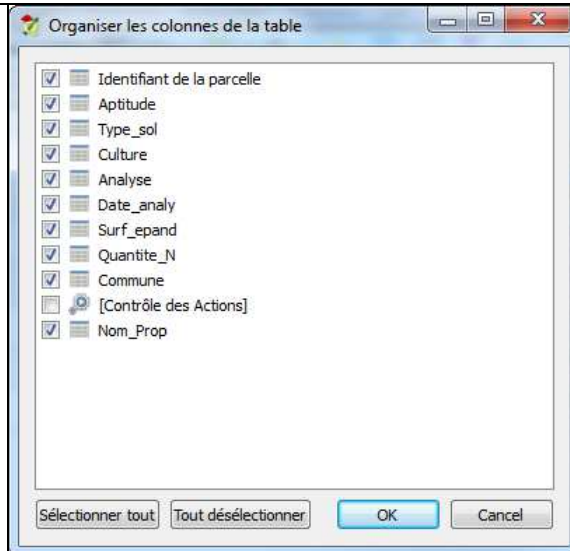 Organiser les colonnes de la table
Identifiant de la parcelle
Aptitude
Type_sol
Culture
Analyse
Date_analy
Surf_epand
Quantite_N
Commune
[Contrôle des Actions]
Nom_Prop
Sélectionner tout Tout désélectionner OK Cancel